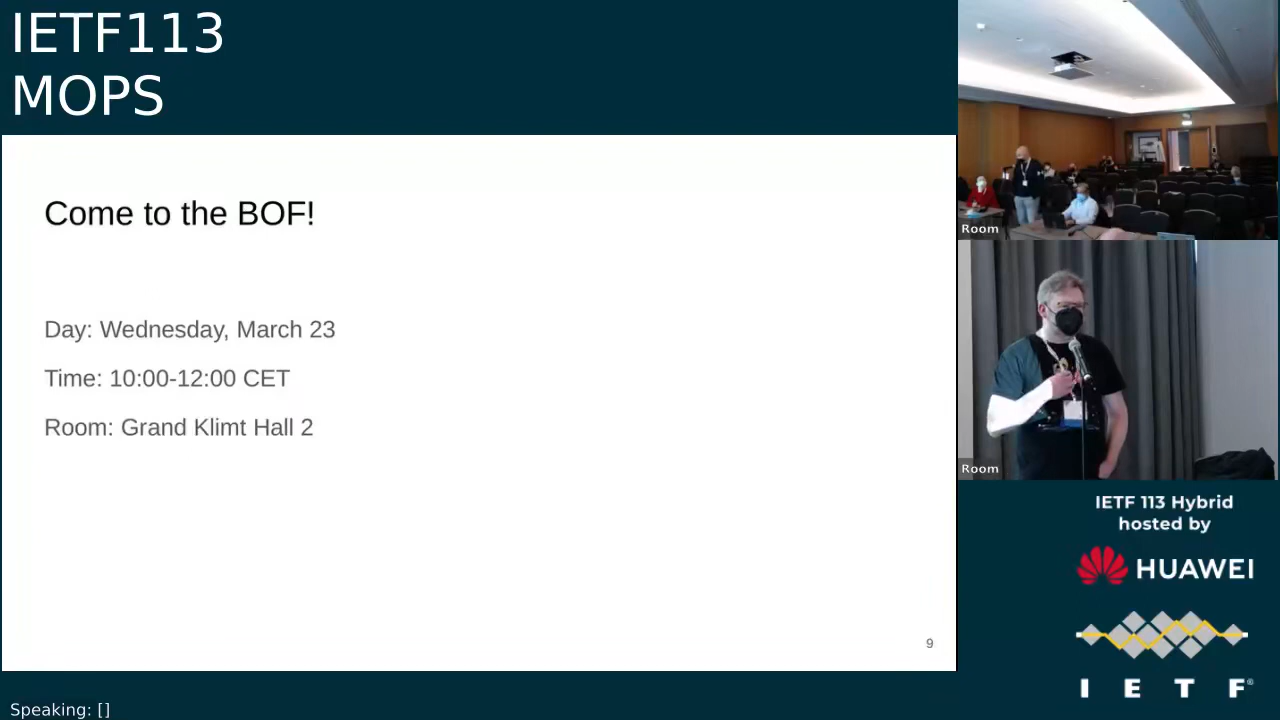 IETF113
MOPS
Come to the BOF!
Day: Wednesday, March 23
Time: 10:00-12:00 CET
Room: Grand Klimt Hall 2
9
Room
Room
IETF 113 Hybrid
hosted by
HUAWEI
I E T F®
Speaking: []